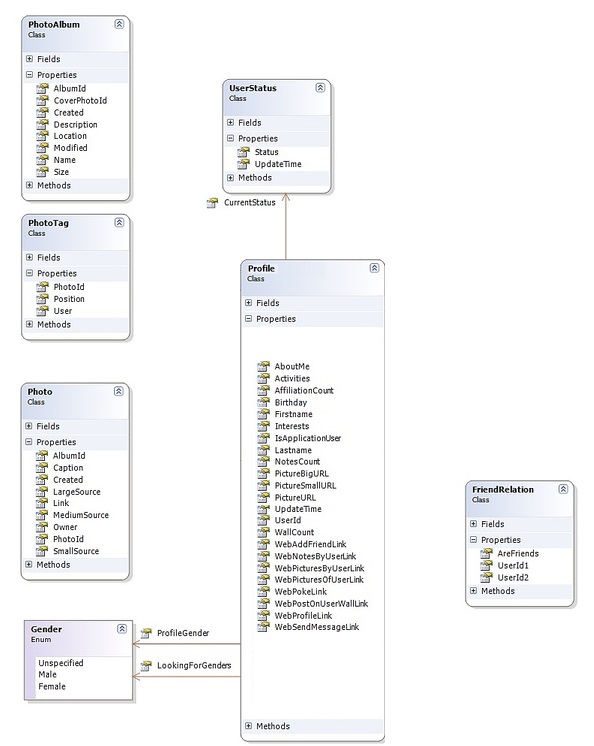 PhotoAlbum
Class
Fields
Properties
AlbumId
CoverPhotoId
Created
Description
Location
Modified
Name
Size
Methods
PhotoTag
Class
Fields
Properties
PhotoId
Position
User
Methods
Photo
Class
Fields
Properties
AlbumId
Caption
Created
LargeSource
Link
MediumSource
Owner
PhotoId
SmallSource
Methods
Gender
Enum
Unspecified
Male
Female
UserStatus
Class
Fields
Properties
Status
UpdateTime
Methods
CurrentStatus
Profile
Class
Fields
Properties
AboutMe
Activities
AffiliationCount
Birthday
Firstname
Interests
IsApplicationUser
Lastname
NotesCount
PictureBigURL
PictureSmallURL
PictureURL
UpdateTime
UserId
WallCount
WebAddFriendLink
WebNotesByUserLink
WebPicturesByUserLink
WebPicturesOfUserLink
WebPokeLink
WebPostOnUserWallLink
WebProfileLink
WebSendMessageLink
Methods
ProfileGender
LookingForGenders
FriendRelation
Class
Fields
Properties
AreFriends
UserId1
UserId2
Methods